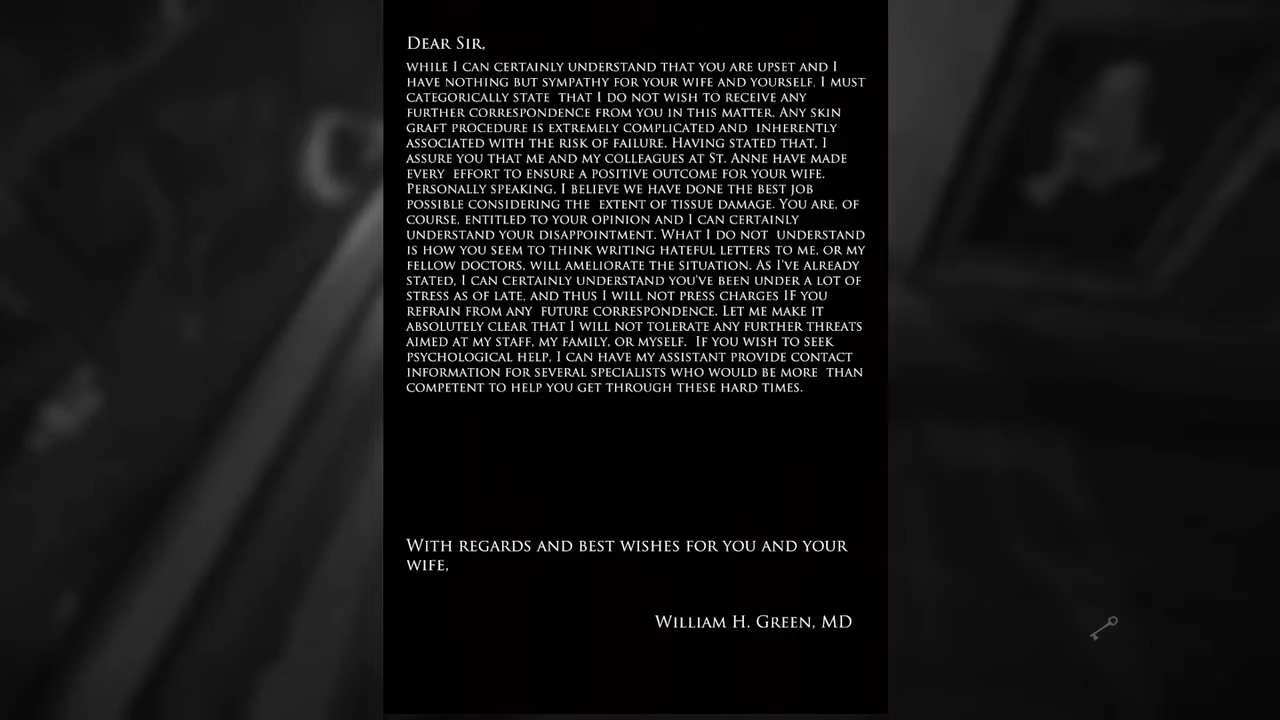 Dear Sir,
while I can certainly understand that you are upset and I
have nothing but sympathy for your wife and yourself, I must
categorically state that I do not wish to receive any
further correspondence from you in this matter. Any skin
graft procedure is extremely complicated and inherently
associated with the risk of failure. Having stated that, I
assure you that me and my colleagues at St. Anne have made
every effort to ensure a positive outcome for your wife.
Personally speaking, I believe we have done the best job
possible considering the extent of tissue damage. You are, of
course, entitled to your opinion and I can certainly
understand your disappointment. What I do not understand
is how you seem to think writing hateful letters to me, or my
fellow doctors, will ameliorate the situation. As I've already
stated, I can certainly understand you've been under a lot of
stress as of late, and thus I will not press charges IF you
refrain from any future correspondence. Let me make it
absolutely clear that I will not tolerate any further threats
aimed at my staff, my family, or myself. If you wish to seek
psychological help, I can have my assistant provide contact
information for several specialists who would be more than
competent to help you get through these hard times.
With regards and best wishes for you and your
wife,
William H. Green, MD